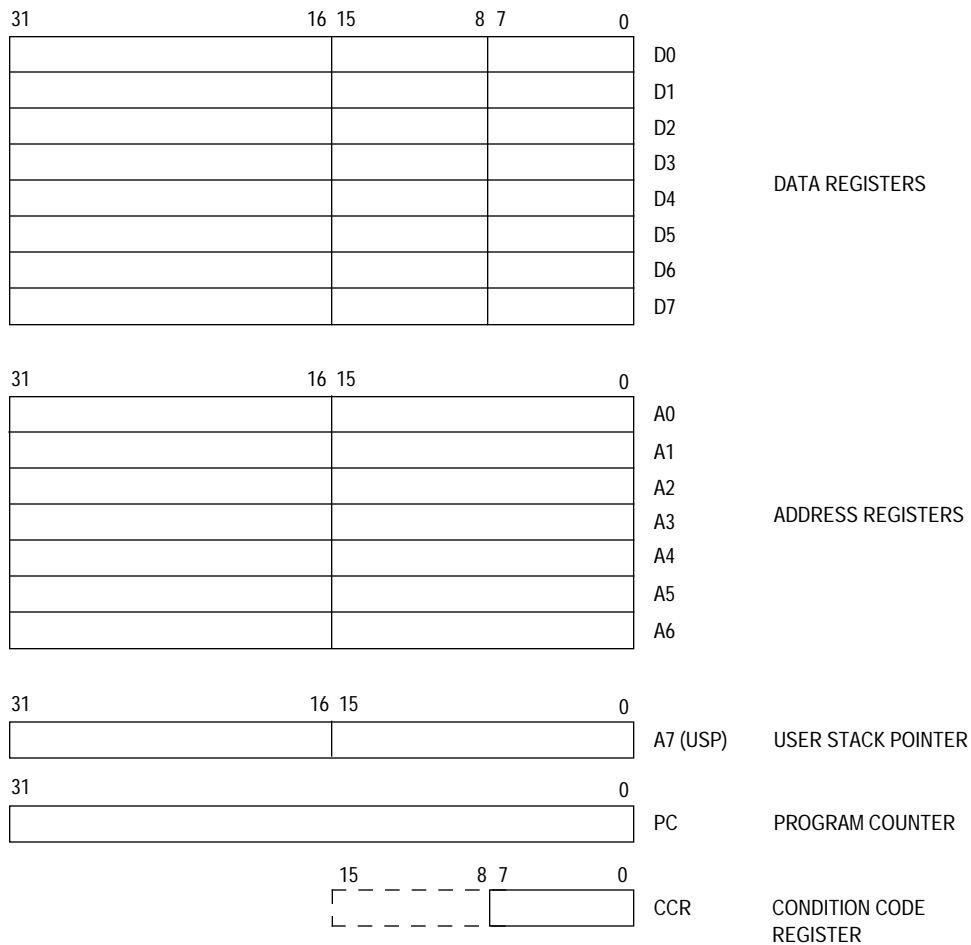 31 16 15 8 7 0
D0
D1
D2
D3
D4
D5
D6
D7
DATA REGISTERS
31 16 15 0
A0
A1
A2
A3
A4
A5
A6
ADDRESS REGISTERS
31 16 15 0
A7 (USP) USER STACK POINTER
31 0
PC PROGRAM COUNTER
15 8 7 0
CCR CONDITION CODE
REGISTER